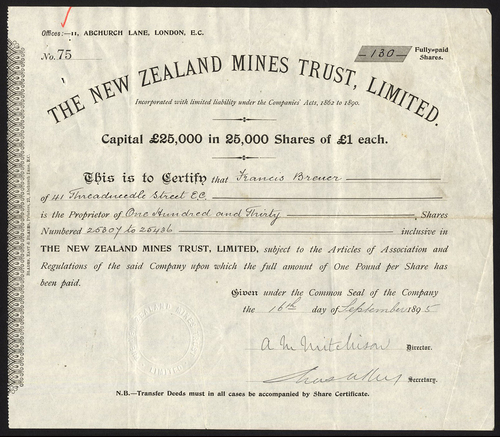 Offices:—11, ABCHURCH LANE, LONDON, E.C.
No. 75
—130— Fully-paid Shares.
THE NEW ZEALAND MINES TRUST, LIMITED.
Incorporated with limited liability under the Companies' Acts, 1862 to 1890.
Capital £25,000 in 25,000 Shares of £1 each.
This is to Certify that Francis Breuer
of 41 Threadneedle Street E.C.
is the Proprietor of One Hundred and Thirty Shares
Numbered 25307 to 25436 inclusive in
THE NEW ZEALAND MINES TRUST, LIMITED, subject to the Articles of Association and
Regulations of the said Company upon which the full amount of One Pound per Share has
been paid.
Given under the Common Seal of the Company
the 16th day of September 1895
A M Mitchison Director.
Secretary.
N.B.—Transfer Deeds must in all cases be accompanied by Share Certificate.